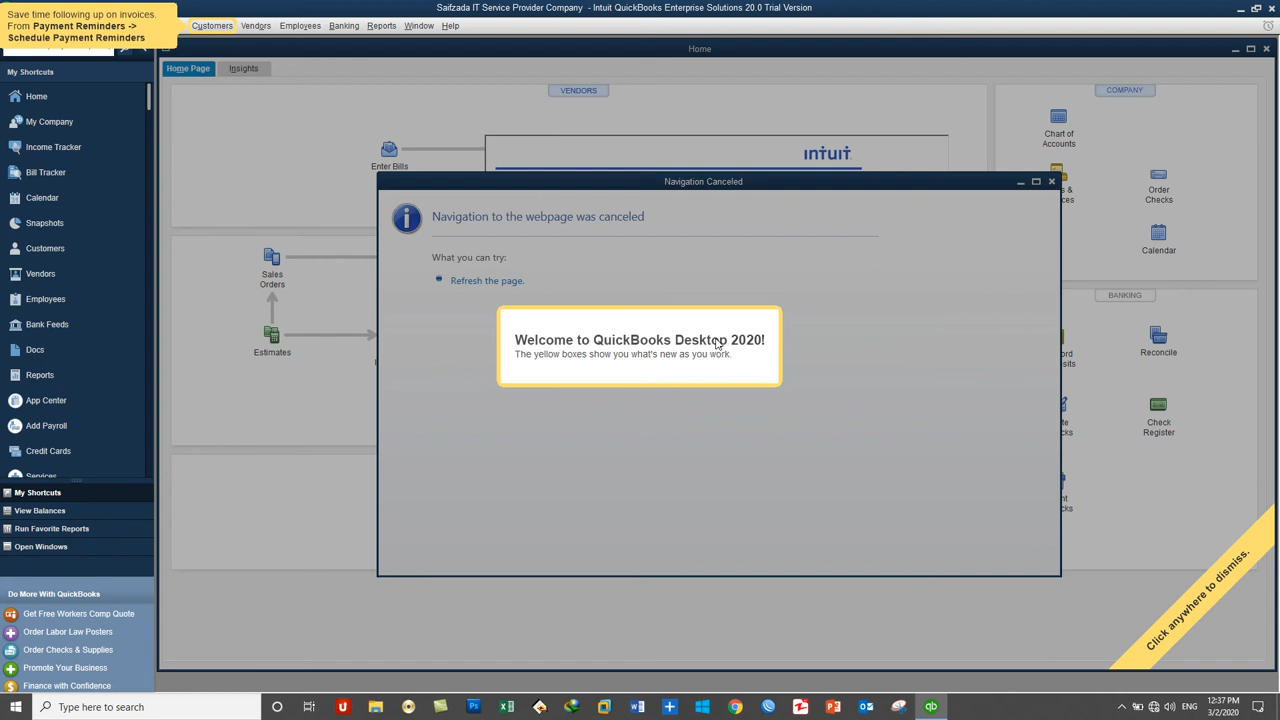 Saifzada IT Service Provider Company - Intuit QuickBooks Enterprise Solutions 20.0 Trial Version
Save time following up on invoices.
From Payment Reminders ->
Schedule Payment Reminders
Customers Vendors Employees Banking Reports Window Help
My Shortcuts
Home
My Company
Income Tracker
Bill Tracker
Calendar
Snapshots
Customers
Vendors
Employees
Bank Feeds
Docs
Reports
App Center
Add Payroll
Credit Cards
Services
My Shortcuts
View Balances
Run Favorite Reports
Open Windows
Do More With QuickBooks
Get Free Workers Comp Quote
Order Labor Law Posters
Order Checks & Supplies
Promote Your Business
Finance with Confidence
Home
Home Page Insights
VENDORS
Enter Bills
intuit
Sales
Orders
Estimates
Navigation Canceled
Navigation to the webpage was canceled
What you can try:
Refresh the page.
Welcome to QuickBooks Desktop 2020!
The yellow boxes show you what's new as you work.
COMPANY
Chart of
Accounts
Order
Checks
Calendar
BANKING
Reconcile
Check
Register
Click anywhere to dismiss.
Type here to search
ENG
12:37 PM
3/2/2020